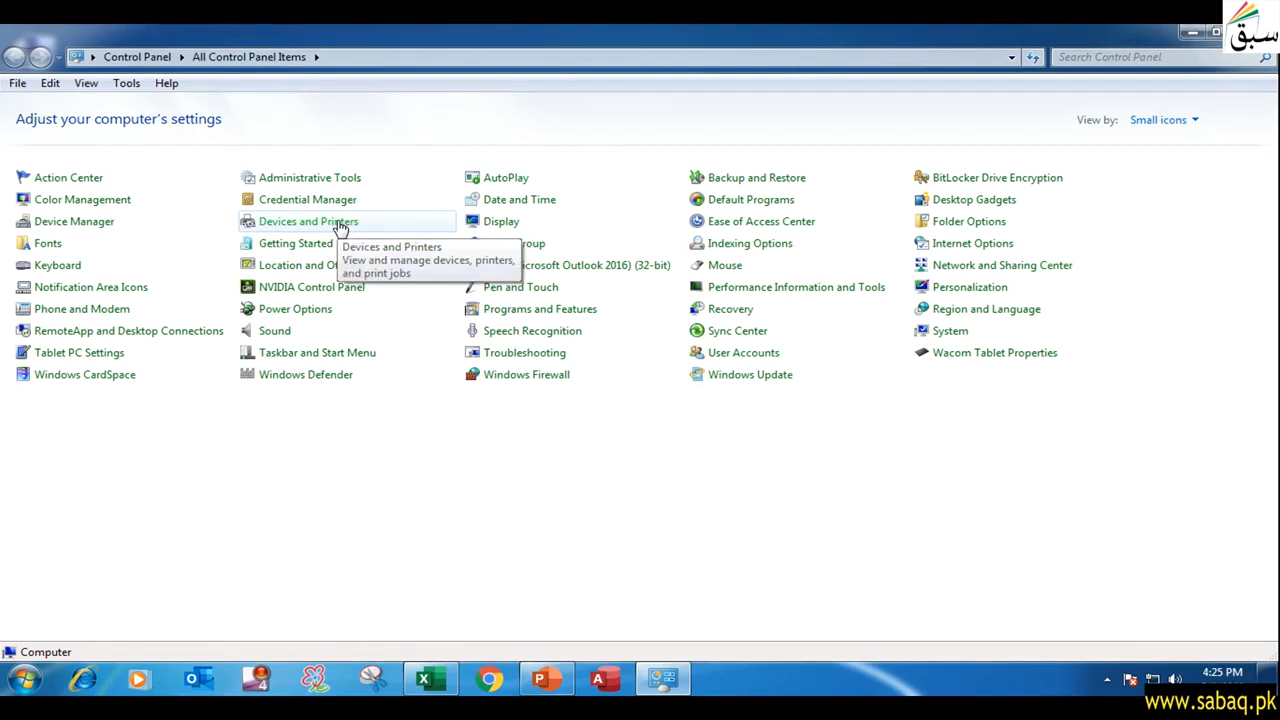 سبق
Control Panel All Control Panel Items
Search Control Panel
File Edit View Tools Help
Adjust your computer's settings
View by: Small icons
Action Center Administrative Tools AutoPlay Backup and Restore BitLocker Drive Encryption
Color Management Credential Manager Date and Time Default Programs Desktop Gadgets
Device Manager Devices and Printers Display Ease of Access Center Folder Options
Fonts Getting Started Indexing Options Internet Options
Devices and Printers
View and manage devices, printers,
and print jobs
Keyboard Location and Microsoft Outlook 2016) (32-bit) Mouse Network and Sharing Center
Notification Area Icons NVIDIA Control Panel Pen and Touch Performance Information and Tools Personalization
Phone and Modem Power Options Programs and Features Recovery Region and Language
RemoteApp and Desktop Connections Sound Speech Recognition Sync Center System
Tablet PC Settings Taskbar and Start Menu Troubleshooting User Accounts Wacom Tablet Properties
Windows CardSpace Windows Defender Windows Firewall Windows Update
Computer
4:25 PM
www.sabaq.pk